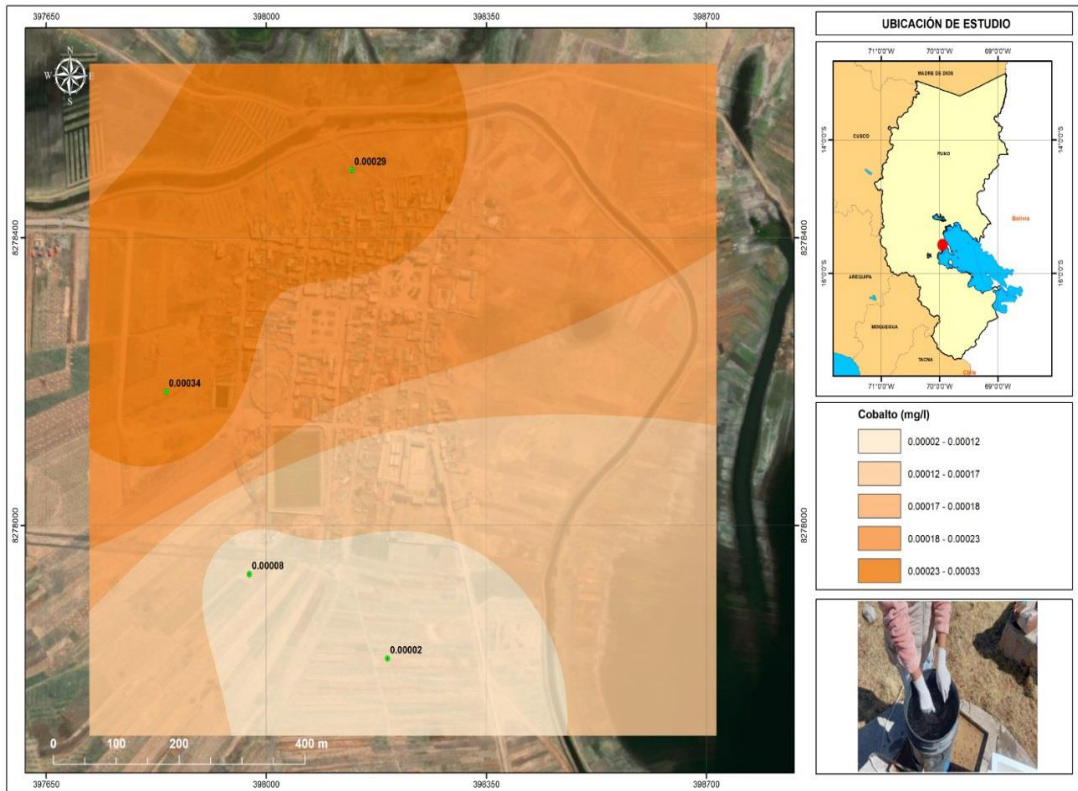 397650
398000
398350
398700
N
W
E
S
0.00029
8278400
8278400
0.00034
8278000
8278000
0.00008
0.00002
0
100
200
400 m
397650
398000
398350
398700
UBICACIÓN DE ESTUDIO
71°0'0"W
70°0'0"W
69°0'0"W
MADRE DE DIOS
14°0'0"S
14°0'0"S
CUSCO
PUNO
Bolivia
16°0'0"S
16°0'0"S
AREQUIPA
MOQUEGUA
TACNA
Chile
71°0'0"W
70°0'0"W
69°0'0"W
Cobalto (mg/l)
0.00002 - 0.00012
0.00012 - 0.00017
0.00017 - 0.00018
0.00018 - 0.00023
0.00023 - 0.00033